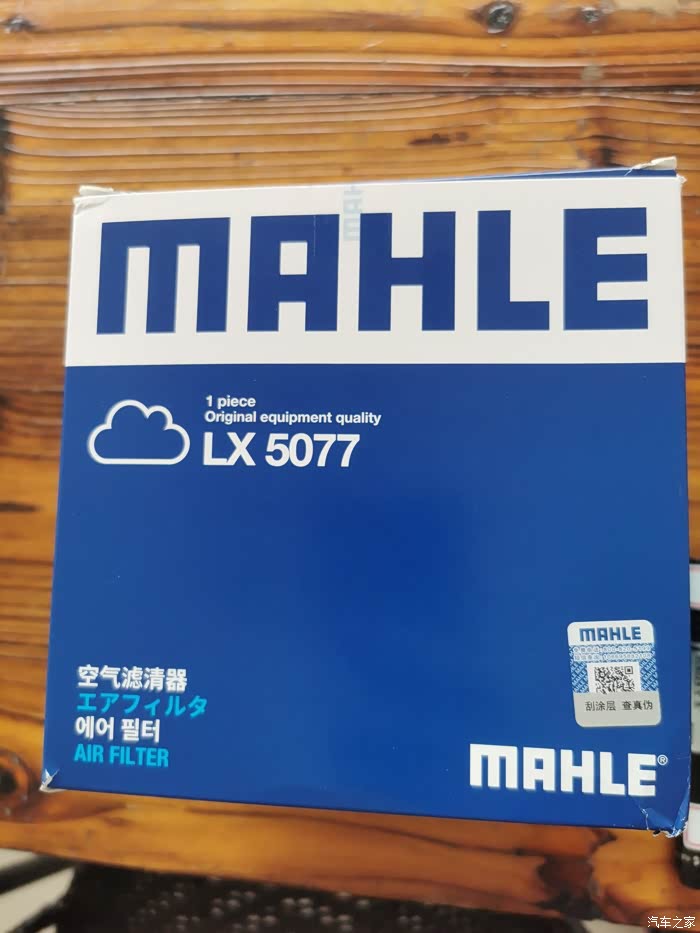 MAHLE
1 piece
Original equipment quality
LX 5077
空气滤清器
エアフィルタ
에어 필터
AIR FILTER
MAHLE
刮涂层 查真伪
MAHLE®
汽车之家